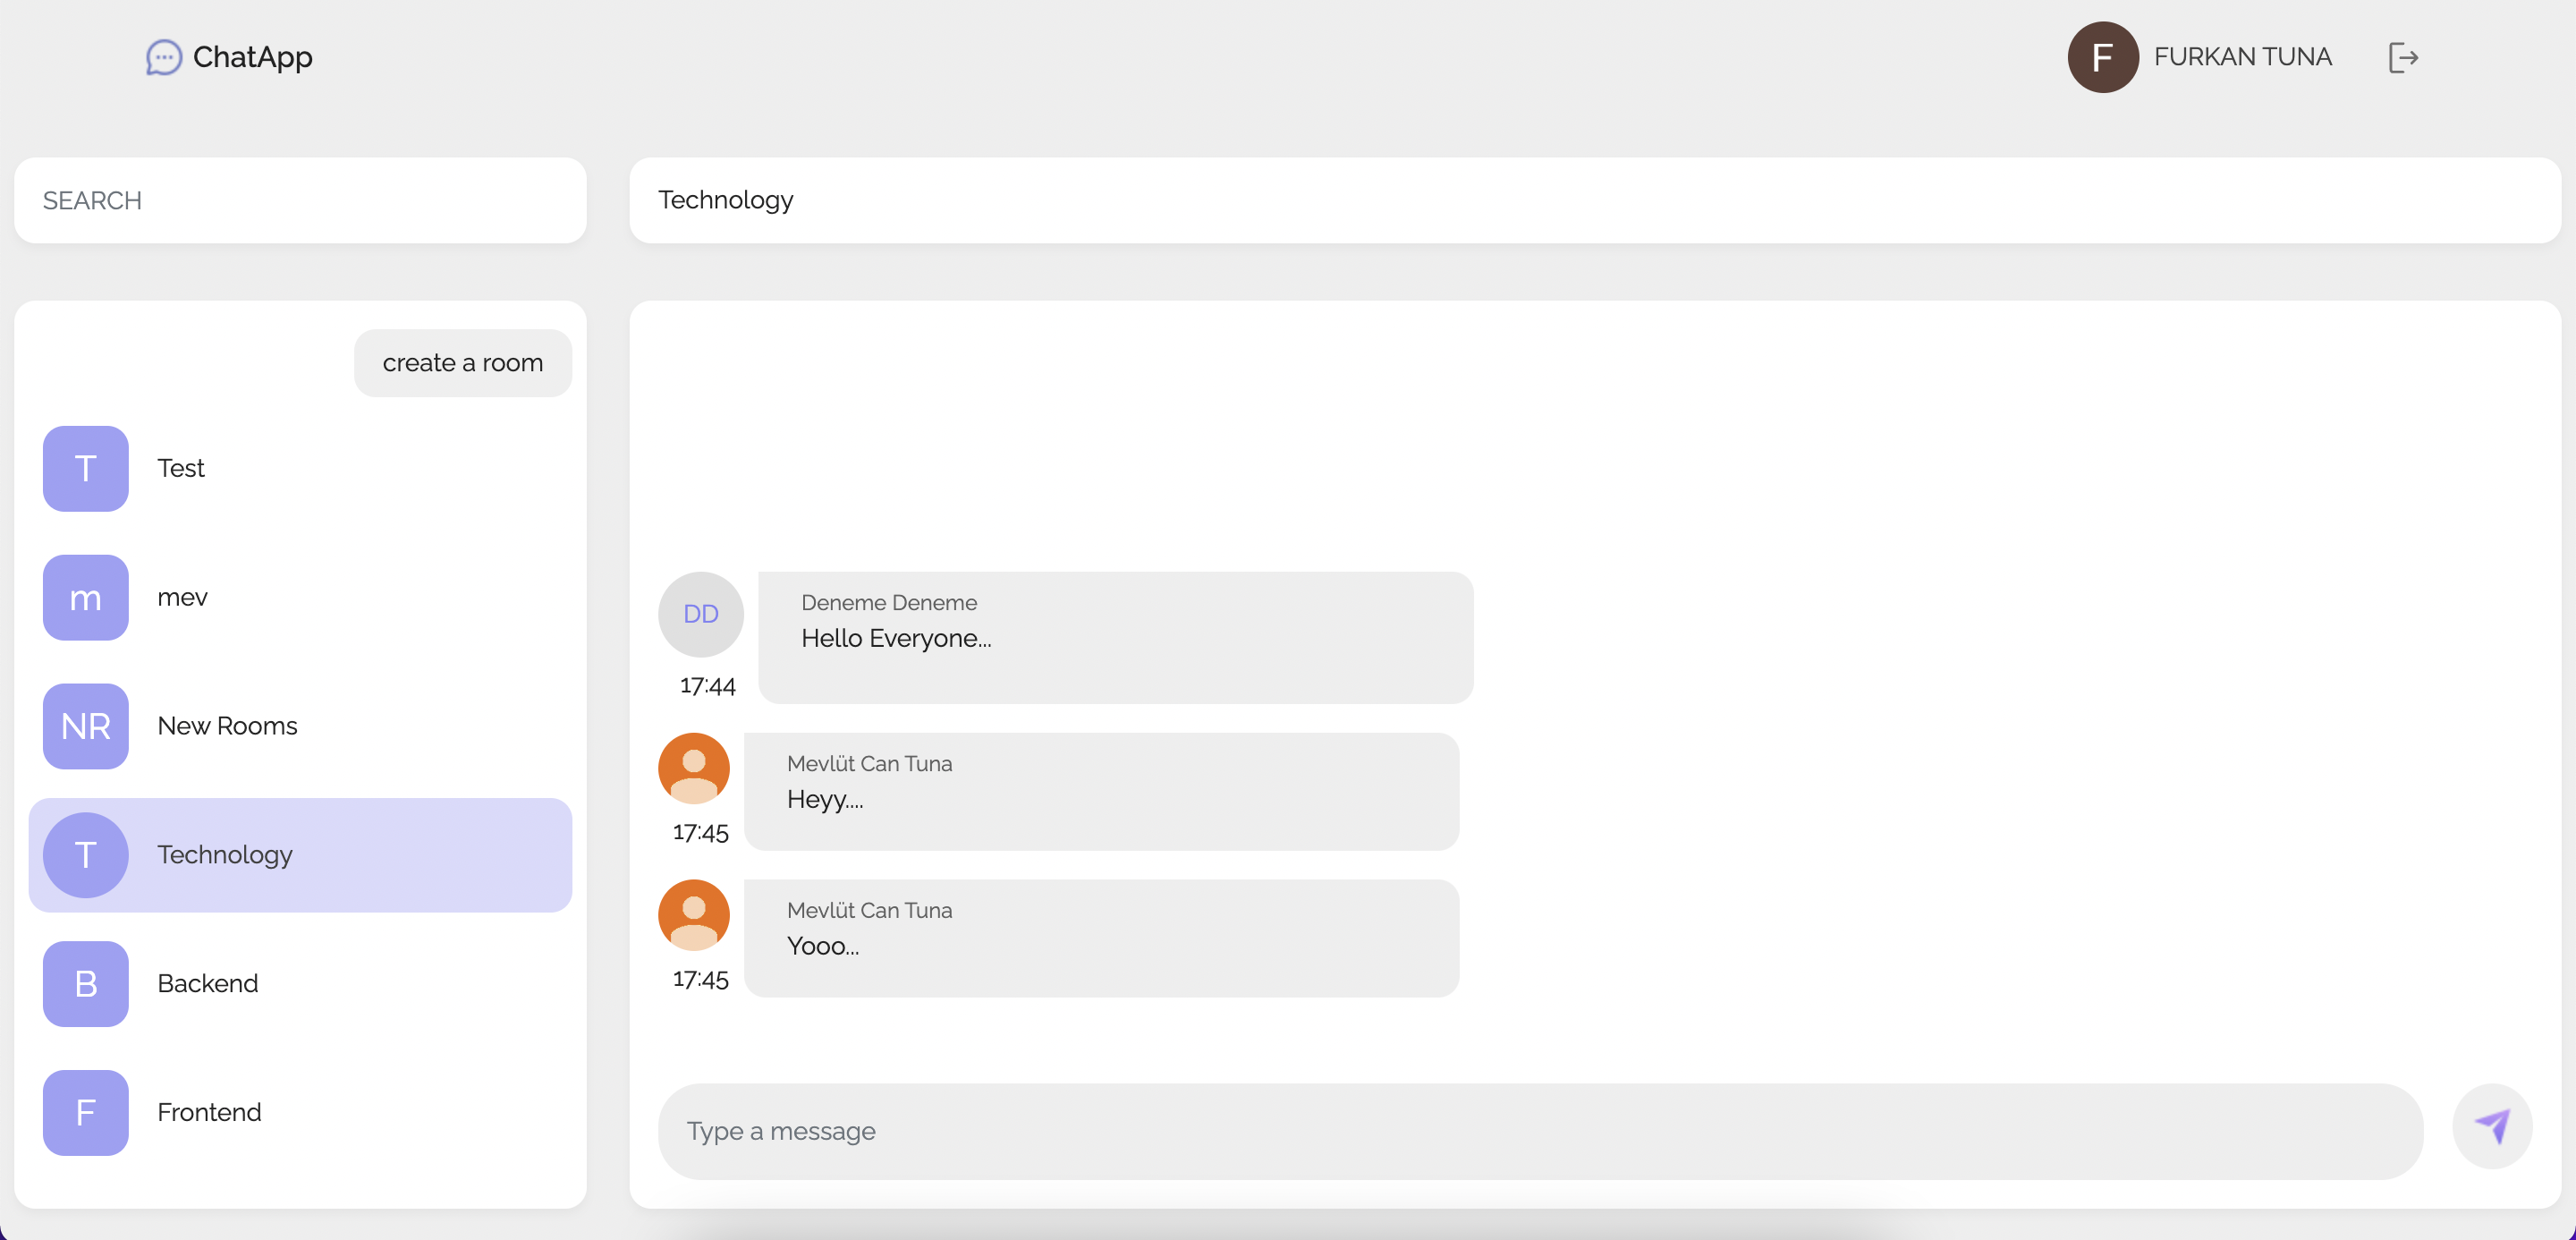 ChatApp
F FURKAN TUNA
SEARCH
Technology
create a room
T Test
m mev
NR New Rooms
T Technology
B Backend
F Frontend
DD Deneme Deneme
Hello Everyone...
17:44
Mevlüt Can Tuna
Heyy....
17:45
Mevlüt Can Tuna
Yooo...
17:45
Type a message